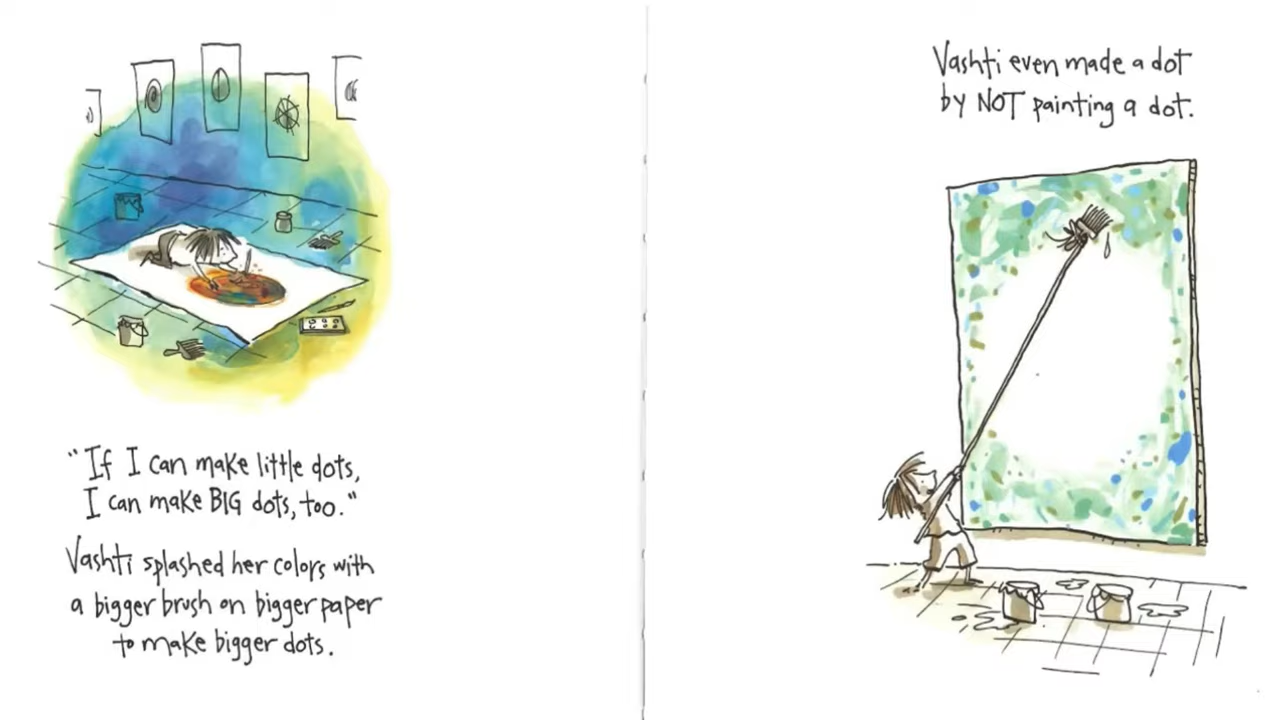 "If I can make little dots,
I can make BIG dots, too."
Vashti splashed her colors with
a bigger brush on bigger paper
to make bigger dots.
Vashti even made a dot
by NOT painting a dot.